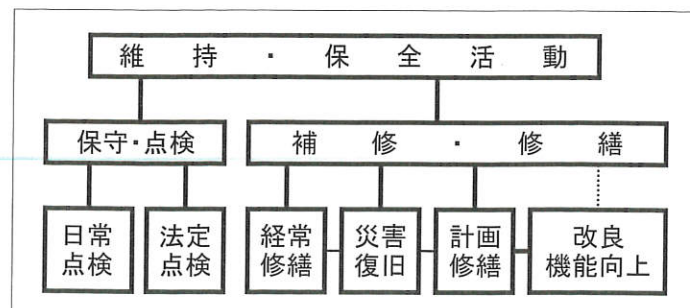 維持・保全活動
保守・点検
補修・修繕
日常
点検
法定
点検
経常
修繕
災害
復旧
計画
修繕
改良
機能向上